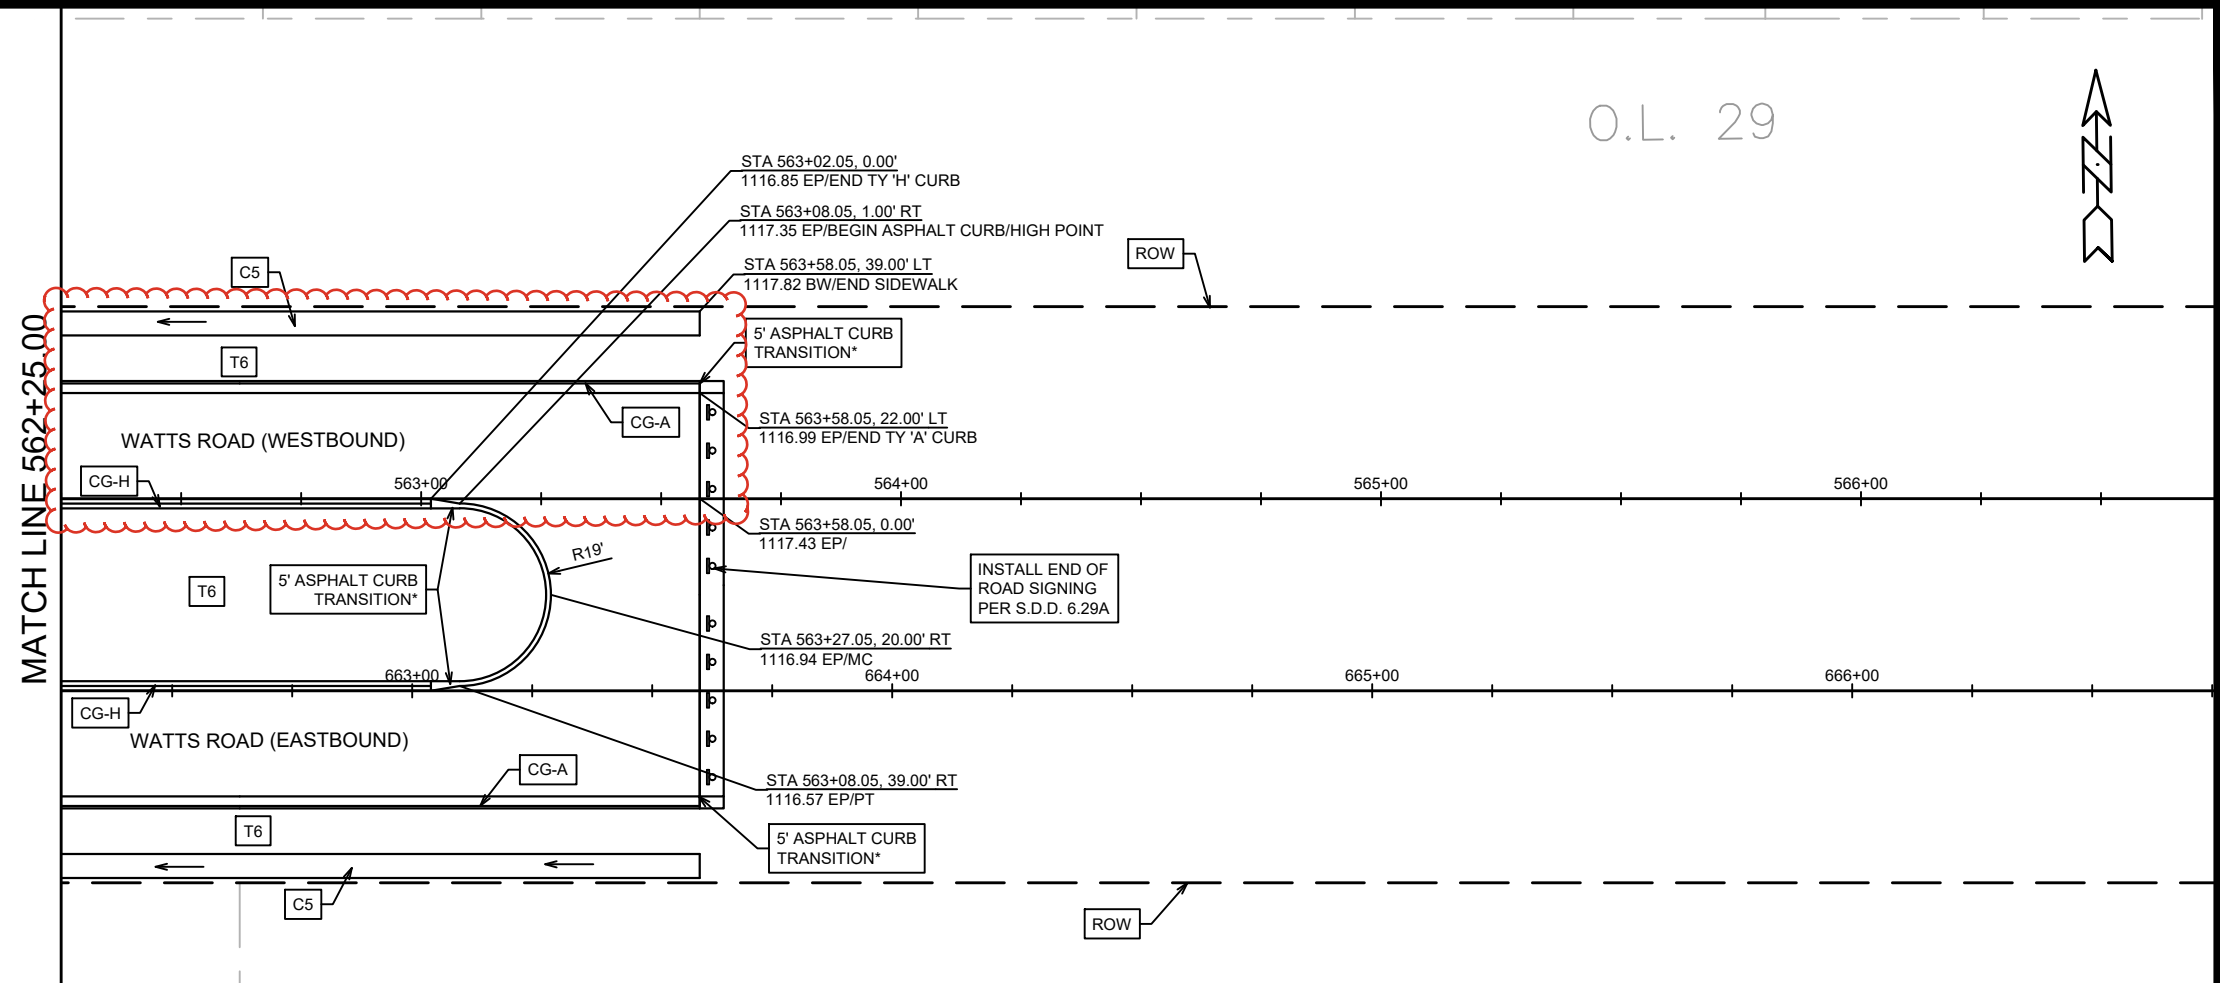 O.L. 29
N
STA 563+02.05, 0.00'
1116.85 EP/END TY 'H' CURB
STA 563+08.05, 1.00' RT
1117.35 EP/BEGIN ASPHALT CURB/HIGH POINT
ROW
C5
STA 563+58.05, 39.00' LT
1117.82 BW/END SIDEWALK
MATCH LINE 562+25.00
T6
5' ASPHALT CURB
TRANSITION*
CG-A
STA 563+58.05, 22.00' LT
1116.99 EP/END TY 'A' CURB
WATTS ROAD (WESTBOUND)
CG-H
563+00
564+00
565+00
566+00
STA 563+58.05, 0.00'
1117.43 EP/
R19'
T6
5' ASPHALT CURB
TRANSITION*
INSTALL END OF
ROAD SIGNING
PER S.D.D. 6.29A
STA 563+27.05, 20.00' RT
1116.94 EP/MC
663+00
664+00
665+00
666+00
CG-H
WATTS ROAD (EASTBOUND)
CG-A
STA 563+08.05, 39.00' RT
1116.57 EP/PT
T6
5' ASPHALT CURB
TRANSITION*
C5
ROW